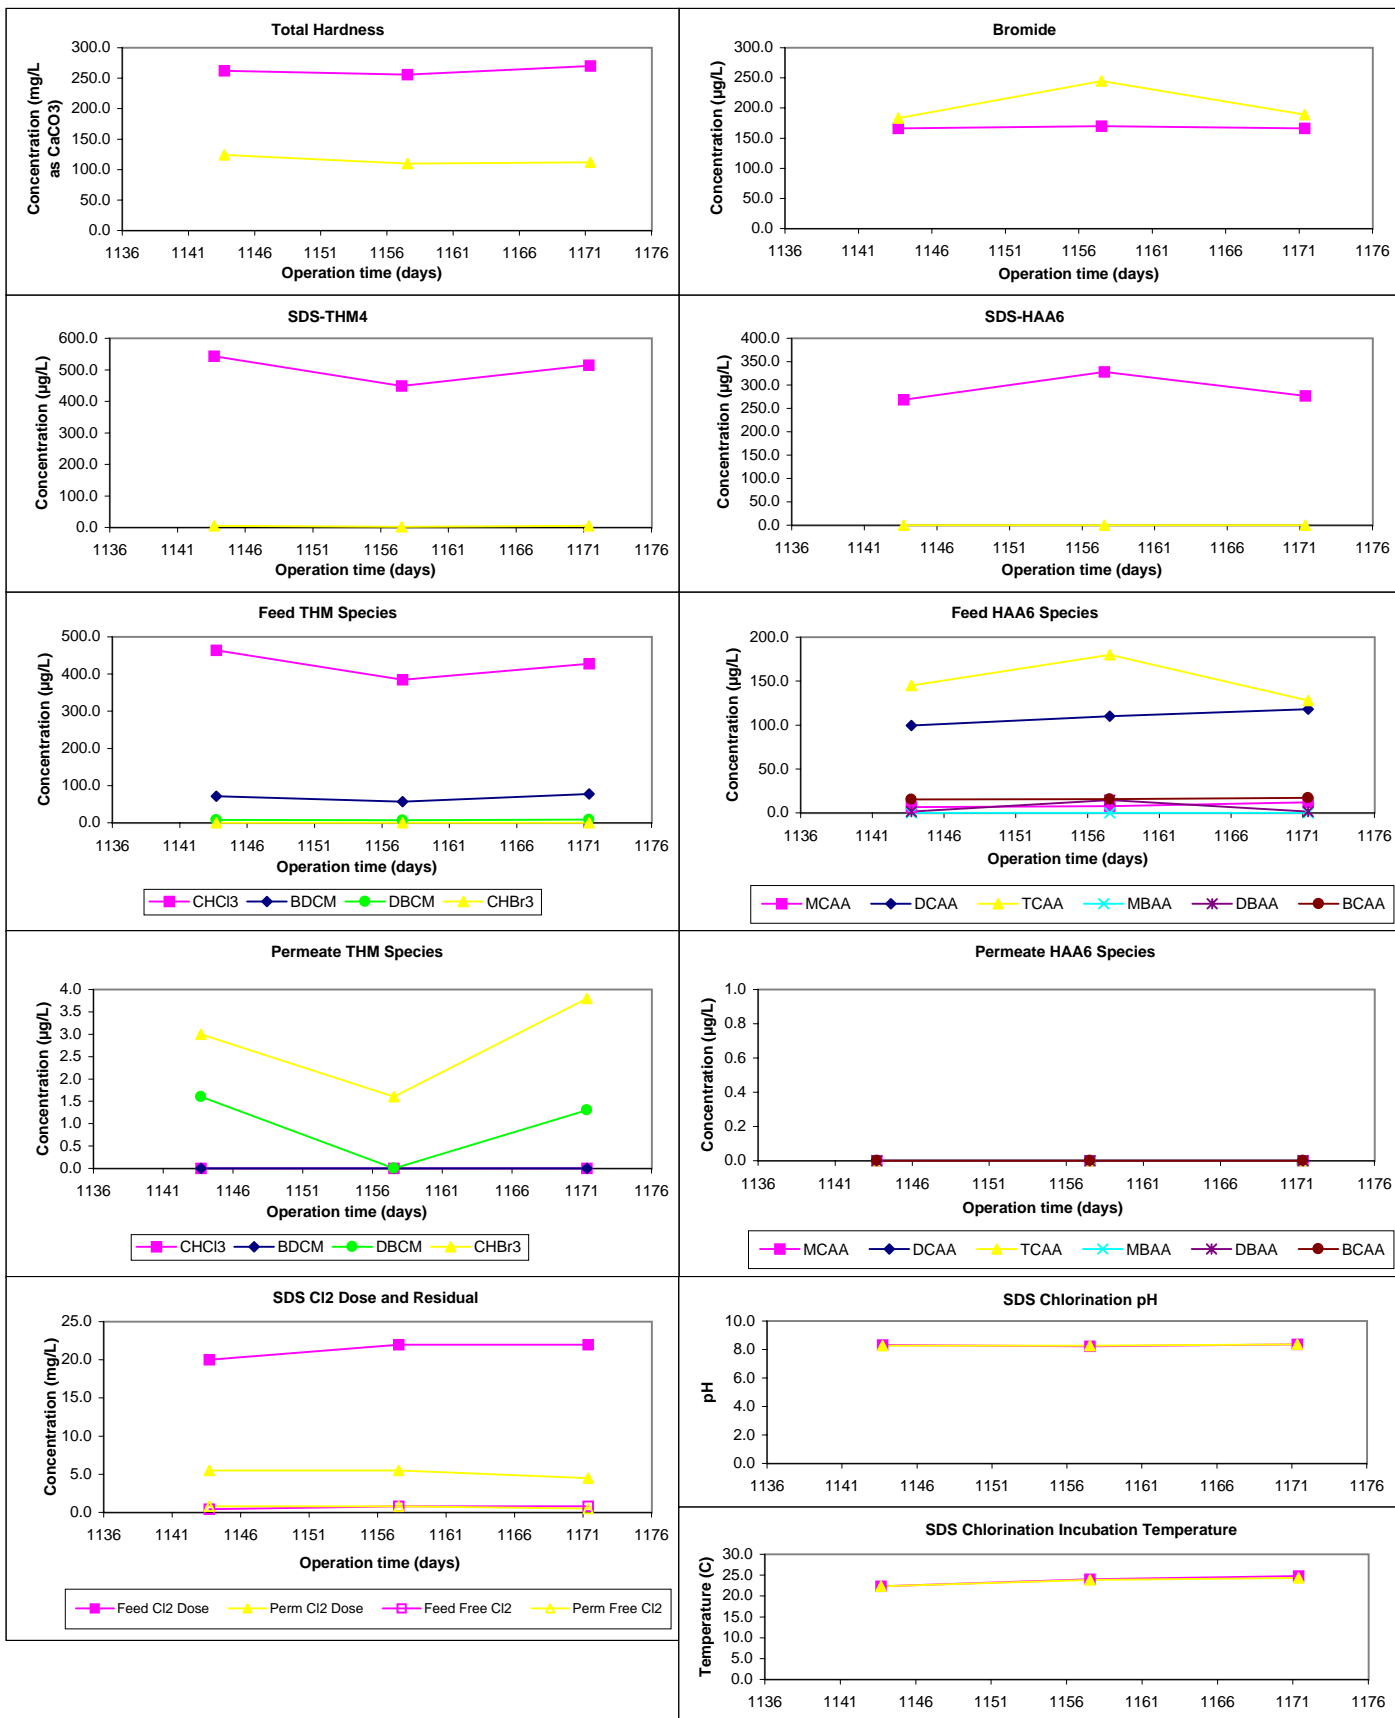 Total Hardness
300.0
250.0
200.0
150.0
100.0
50.0
0.0
Concentration (mg/L
as CaCO3)
1136 1141 1146 1151 1156 1161 1166 1171 1176
Operation time (days)
Bromide
300.0
250.0
200.0
150.0
100.0
50.0
0.0
Concentration (µg/L)
1136 1141 1146 1151 1156 1161 1166 1171 1176
Operation time (days)
SDS-THM4
600.0
500.0
400.0
300.0
200.0
100.0
0.0
Concentration (µg/L)
1136 1141 1146 1151 1156 1161 1166 1171 1176
Operation time (days)
SDS-HAA6
400.0
350.0
300.0
250.0
200.0
150.0
100.0
50.0
0.0
Concentration (µg/L)
1136 1141 1146 1151 1156 1161 1166 1171 1176
Operation time (days)
Feed THM Species
500.0
400.0
300.0
200.0
100.0
0.0
Concentration (µg/L)
1136 1141 1146 1151 1156 1161 1166 1171 1176
Operation time (days)
CHCl3 BDCM DBCM CHBr3
Feed HAA6 Species
200.0
150.0
100.0
50.0
0.0
Concentration (µg/L)
1136 1141 1146 1151 1156 1161 1166 1171 1176
Operation time (days)
MCAA DCAA TCAA MBAA DBAA BCAA
Permeate THM Species
4.0
3.5
3.0
2.5
2.0
1.5
1.0
0.5
0.0
Concentration (µg/L)
1136 1141 1146 1151 1156 1161 1166 1171 1176
Operation time (days)
CHCl3 BDCM DBCM CHBr3
Permeate HAA6 Species
1.0
0.8
0.6
0.4
0.2
0.0
Concentration (µg/L)
1136 1141 1146 1151 1156 1161 1166 1171 1176
Operation time (days)
MCAA DCAA TCAA MBAA DBAA BCAA
SDS Cl2 Dose and Residual
25.0
20.0
15.0
10.0
5.0
0.0
Concentration (mg/L)
1136 1141 1146 1151 1156 1161 1166 1171 1176
Operation time (days)
Feed Cl2 Dose Perm Cl2 Dose Feed Free Cl2 Perm Free Cl2
SDS Chlorination pH
10.0
8.0
6.0
4.0
2.0
0.0
pH
1136 1141 1146 1151 1156 1161 1166 1171 1176
SDS Chlorination Incubation Temperature
30.0
25.0
20.0
15.0
10.0
5.0
0.0
Temperature (C)
1136 1141 1146 1151 1156 1161 1166 1171 1176